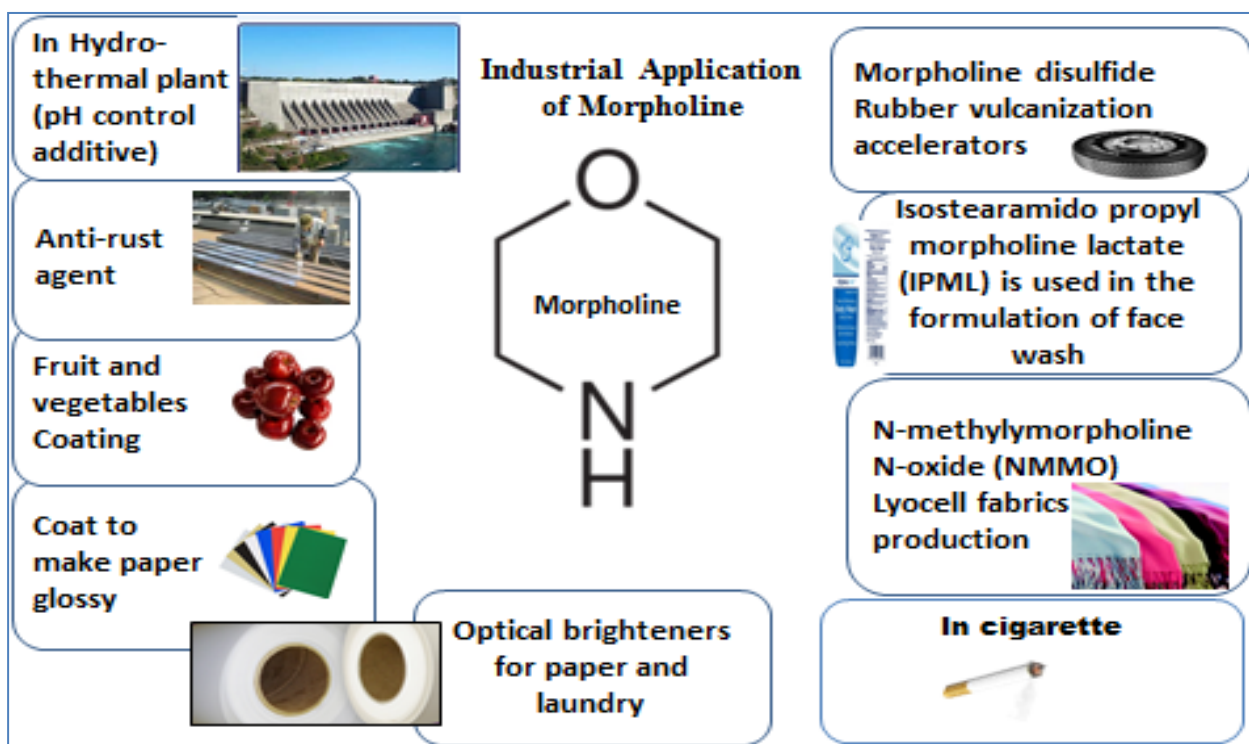 In Hydro-
thermal plant
(pH control
additive)
Anti-rust
agent
Fruit and
vegetables
Coating
Coat to
make paper
glossy
Industrial Application
of Morpholine
O
Morpholine
N
H
Optical brighteners
for paper and
laundry
Morpholine disulfide
Rubber vulcanization
accelerators
Isostearamido propyl
morpholine lactate
(IPML) is used in the
formulation of face
wash
N-methylymorpholine
N-oxide (NMMO)
Lyocell fabrics
production
In cigarette